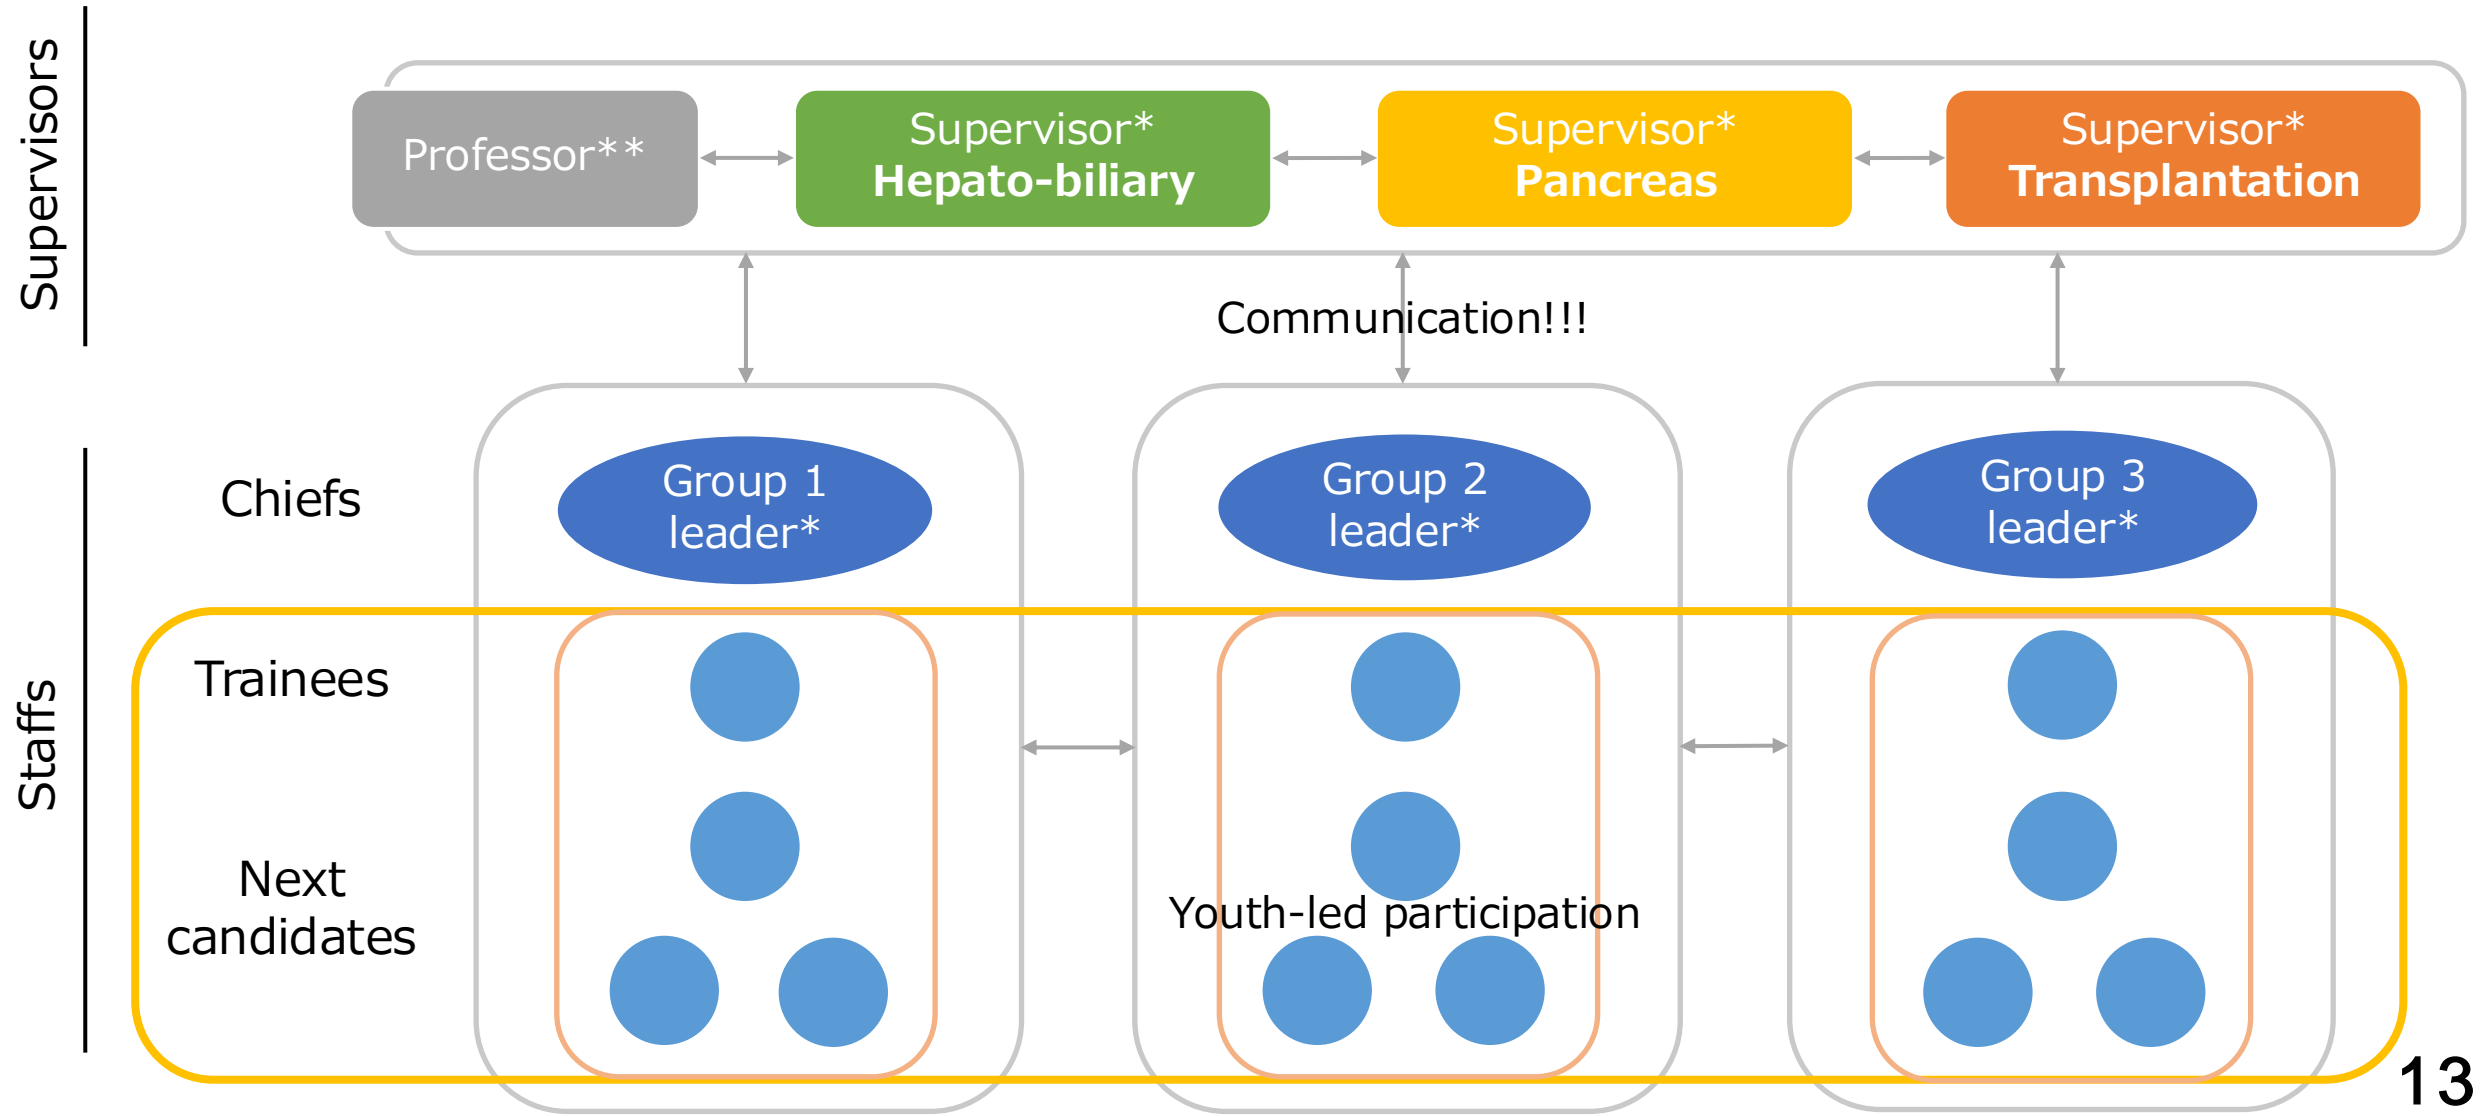 Supervisors
Professor**
Supervisor*
Hepato-biliary
Supervisor*
Pancreas
Supervisor*
Transplantation
Communication!!!
Staffs
Chiefs
Group 1
leader*
Group 2
leader*
Group 3
leader*
Trainees
Next
candidates
Youth-led participation
13